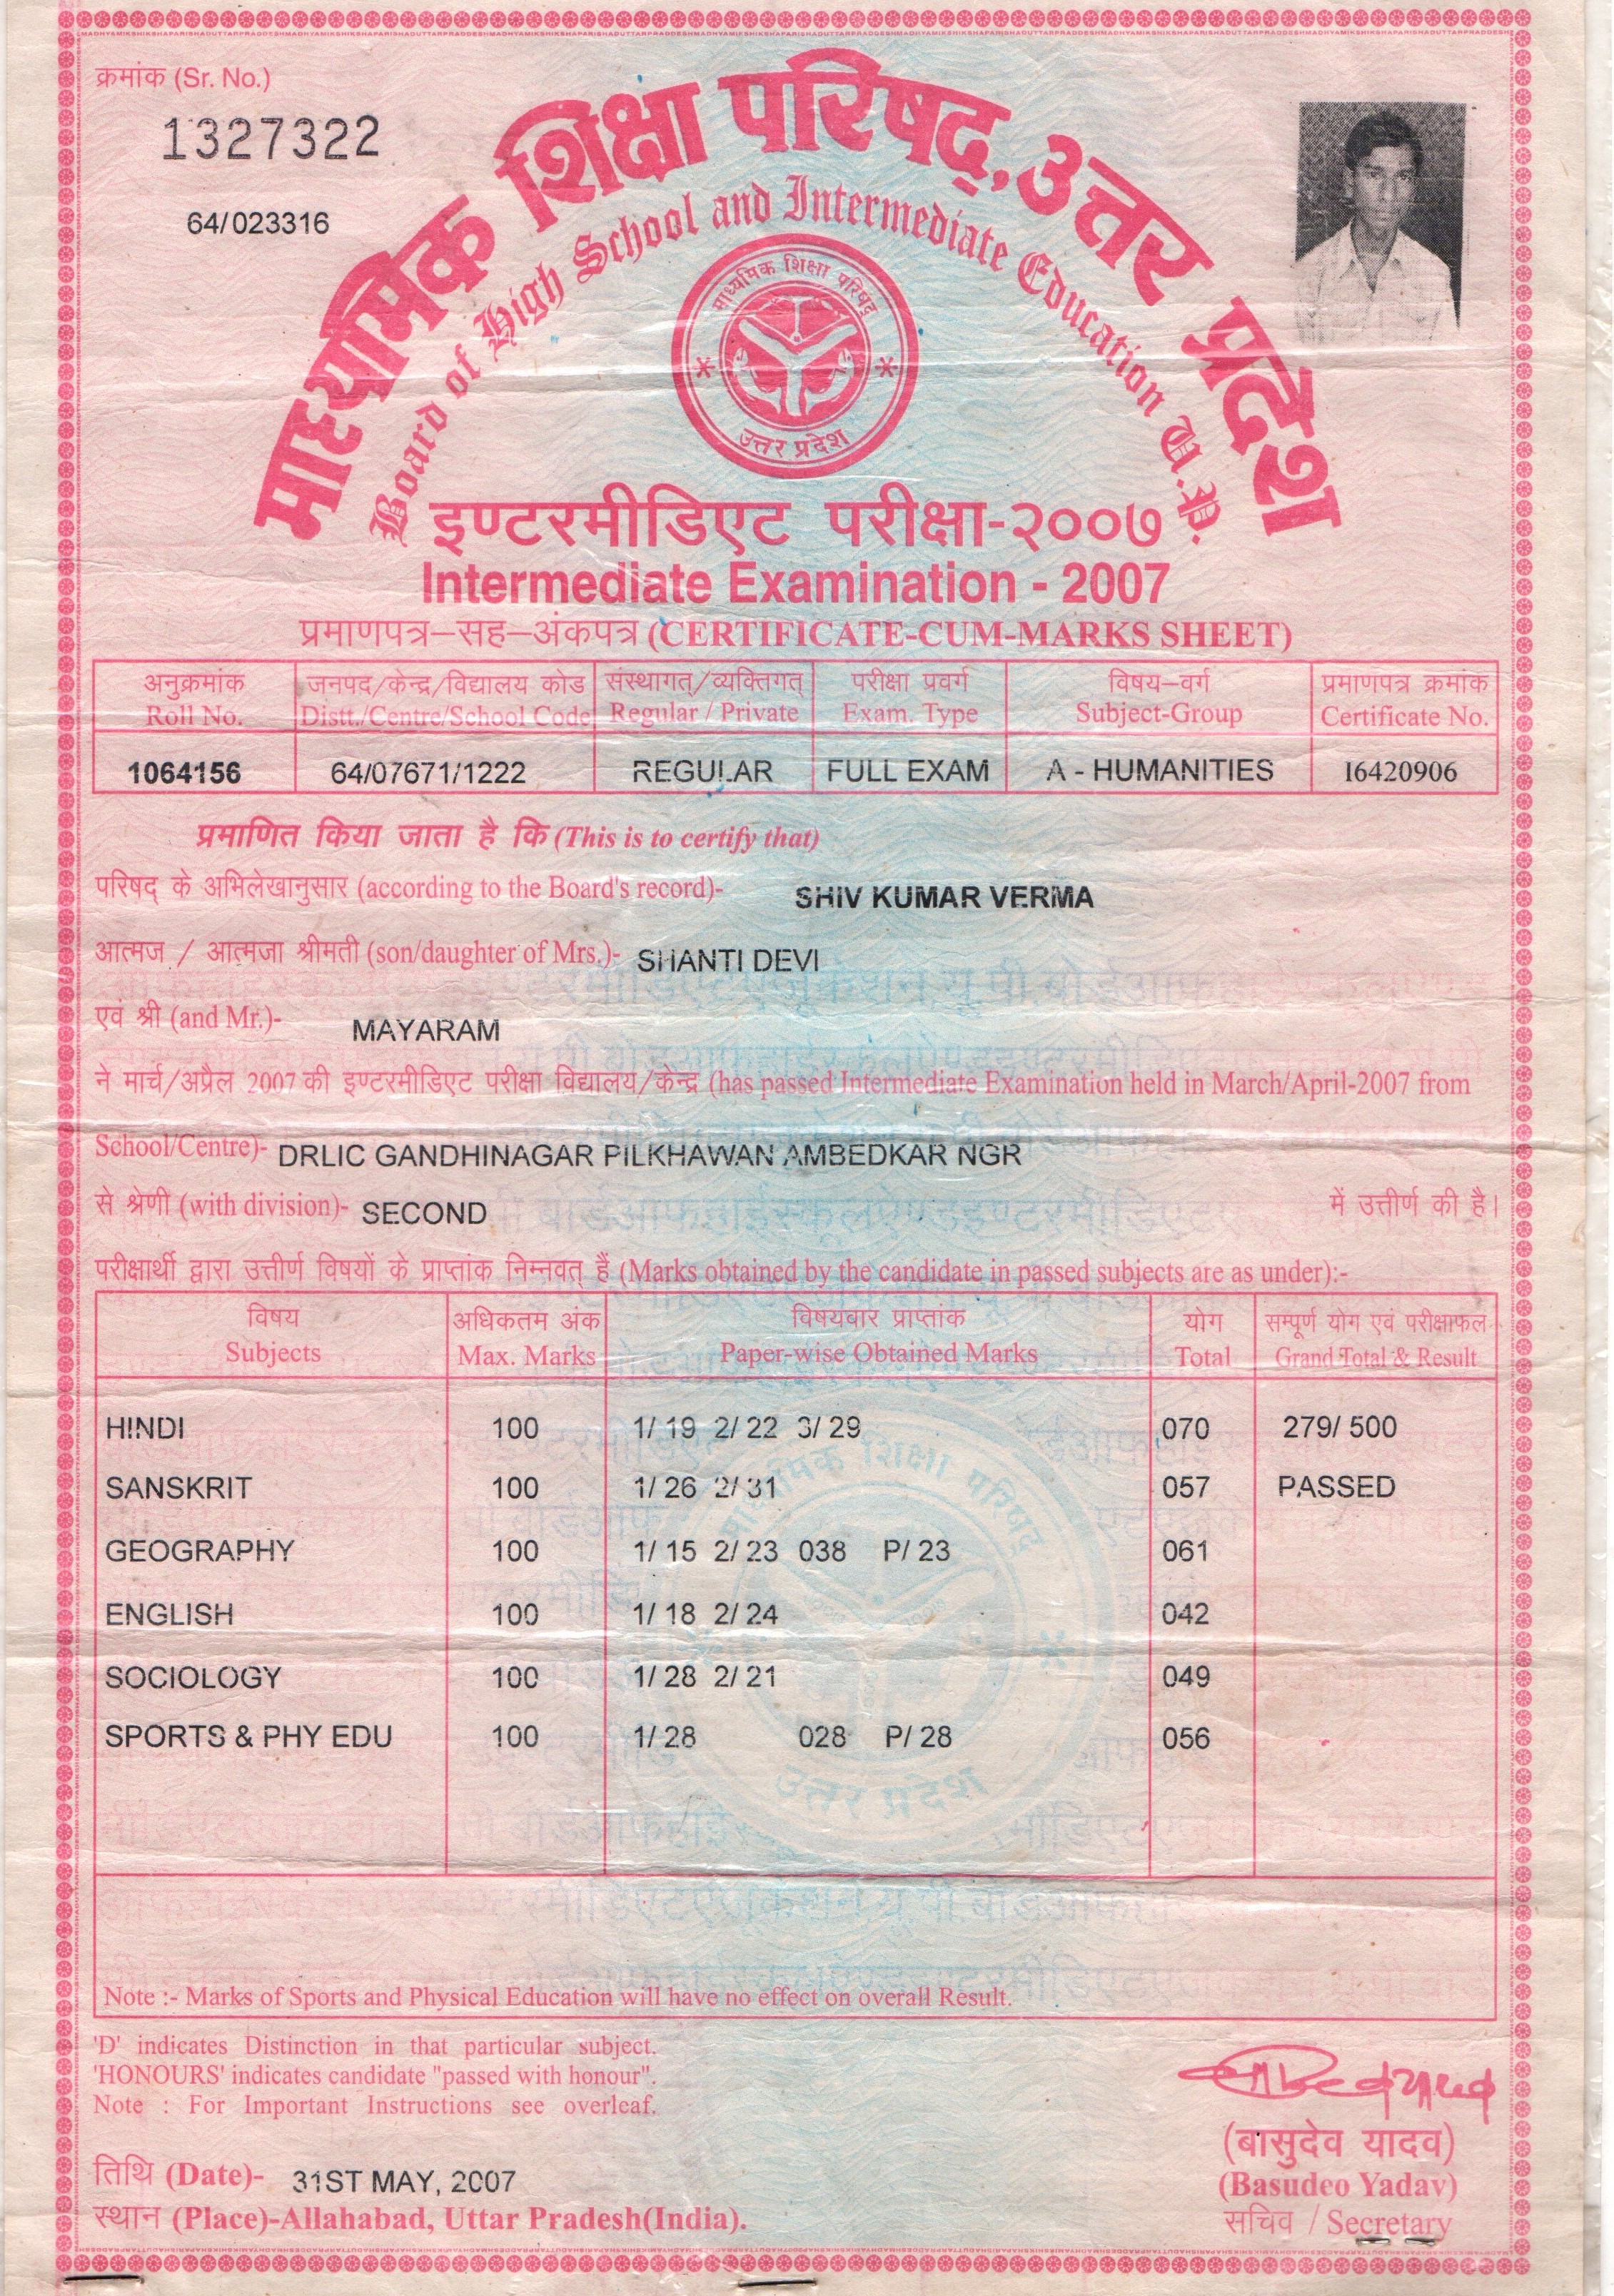 क्रमांक (Sr. No.)
1327322
64/023316
माध्यमिक शिक्षा परिषद्, उत्तर प्रदेश
Board of High School and Intermediate Education U.P.
माध्यमिक शिक्षा परिषद्
उत्तर प्रदेश
इण्टरमीडिएट परीक्षा-२००७
Intermediate Examination - 2007
प्रमाणपत्र–सह–अंकपत्र (CERTIFICATE-CUM-MARKS SHEET)
अनुक्रमांक जनपद/केन्द्र/विद्यालय कोड संस्थागत/व्यक्तिगत् परीक्षा प्रवर्ग विषय–वर्ग प्रमाणपत्र क्रमांक
Roll No. Distt./Centre/School Code Regular / Private Exam. Type Subject-Group Certificate No.
1064156 64/07671/1222 REGULAR FULL EXAM A - HUMANITIES I6420906
प्रमाणित किया जाता है कि (This is to certify that)
परिषद् के अभिलेखानुसार (according to the Board's record)- SHIV KUMAR VERMA
आत्मज / आत्मजा श्रीमती (son/daughter of Mrs.)- SHANTI DEVI
एवं श्री (and Mr.)- MAYARAM
ने मार्च/अप्रैल 2007 की इण्टरमीडिएट परीक्षा विद्यालय/केन्द्र (has passed Intermediate Examination held in March/April-2007 from
School/Centre)- DRLIC GANDHINAGAR PILKHAWAN AMBEDKAR NGR
से श्रेणी (with division)- SECOND में उत्तीर्ण की है।
परीक्षार्थी द्वारा उत्तीर्ण विषयों के प्राप्तांक निम्नवत् हैं (Marks obtained by the candidate in passed subjects are as under):-
विषय अधिकतम अंक विषयवार प्राप्तांक योग सम्पूर्ण योग एवं परीक्षाफल
Subjects Max. Marks Paper-wise Obtained Marks Total Grand Total & Result
HINDI 100 1/ 19 2/ 22 3/ 29 070 279/ 500
SANSKRIT 100 1/ 26 2/ 31 057 PASSED
GEOGRAPHY 100 1/ 15 2/ 23 038 P/ 23 061
ENGLISH 100 1/ 18 2/ 24 042
SOCIOLOGY 100 1/ 28 2/ 21 049
SPORTS & PHY EDU 100 1/ 28 028 P/ 28 056
Note :- Marks of Sports and Physical Education will have no effect on overall Result.
'D' indicates Distinction in that particular subject.
'HONOURS' indicates candidate "passed with honour".
Note : For Important Instructions see overleaf.
(बासुदेव यादव)
तिथि (Date)- 31ST MAY, 2007
(Basudeo Yadav)
स्थान (Place)-Allahabad, Uttar Pradesh(India).
सचिव / Secretary